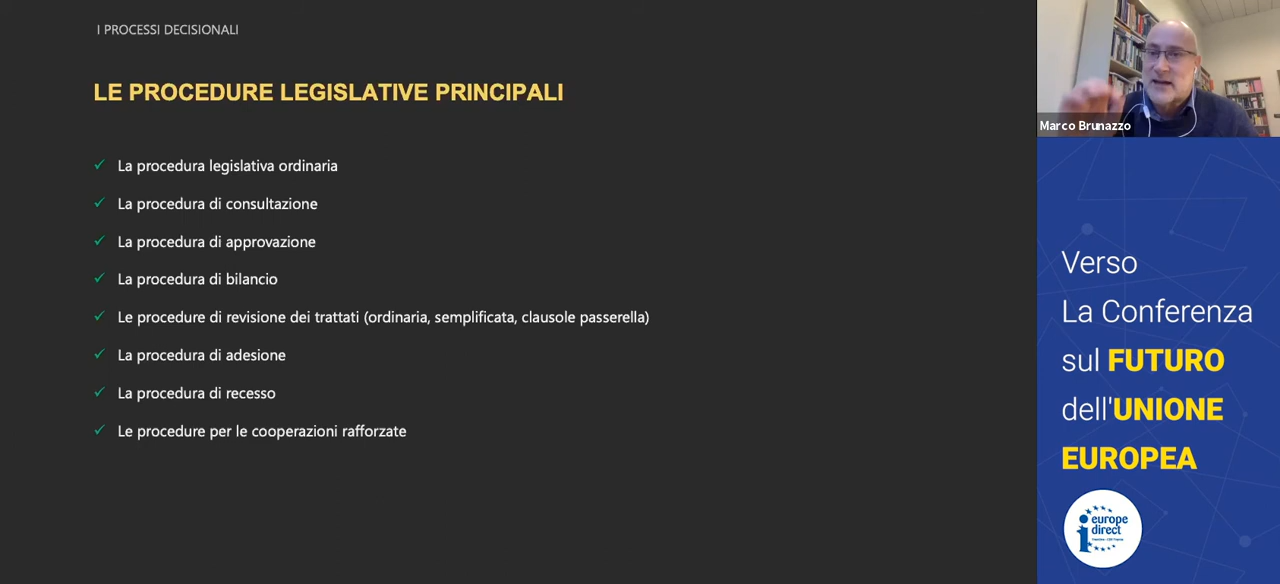 I PROCESSI DECISIONALI
LE PROCEDURE LEGISLATIVE PRINCIPALI
✓ La procedura legislativa ordinaria
✓ La procedura di consultazione
✓ La procedura di approvazione
✓ La procedura di bilancio
✓ Le procedure di revisione dei trattati (ordinaria, semplificata, clausole passerella)
✓ La procedura di adesione
✓ La procedura di recesso
✓ Le procedure per le cooperazioni rafforzate
Marco Brunazzo
Verso
La Conferenza
sul FUTURO
dell'UNIONE
EUROPEA
europe
direct